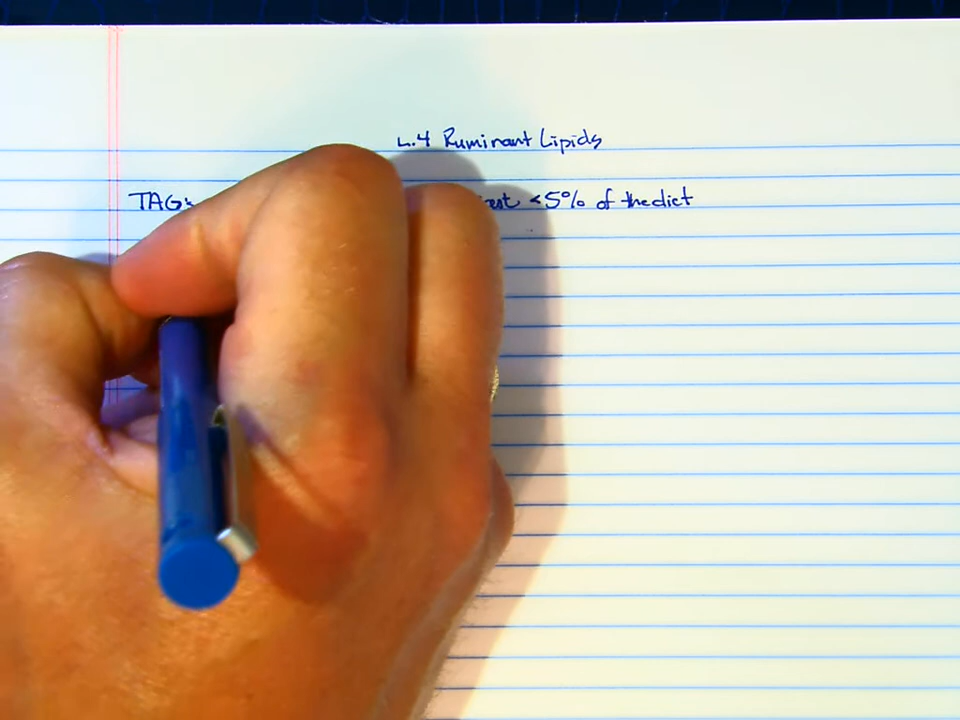 L.4 Ruminant Lipids
TAGs <5% of the diet